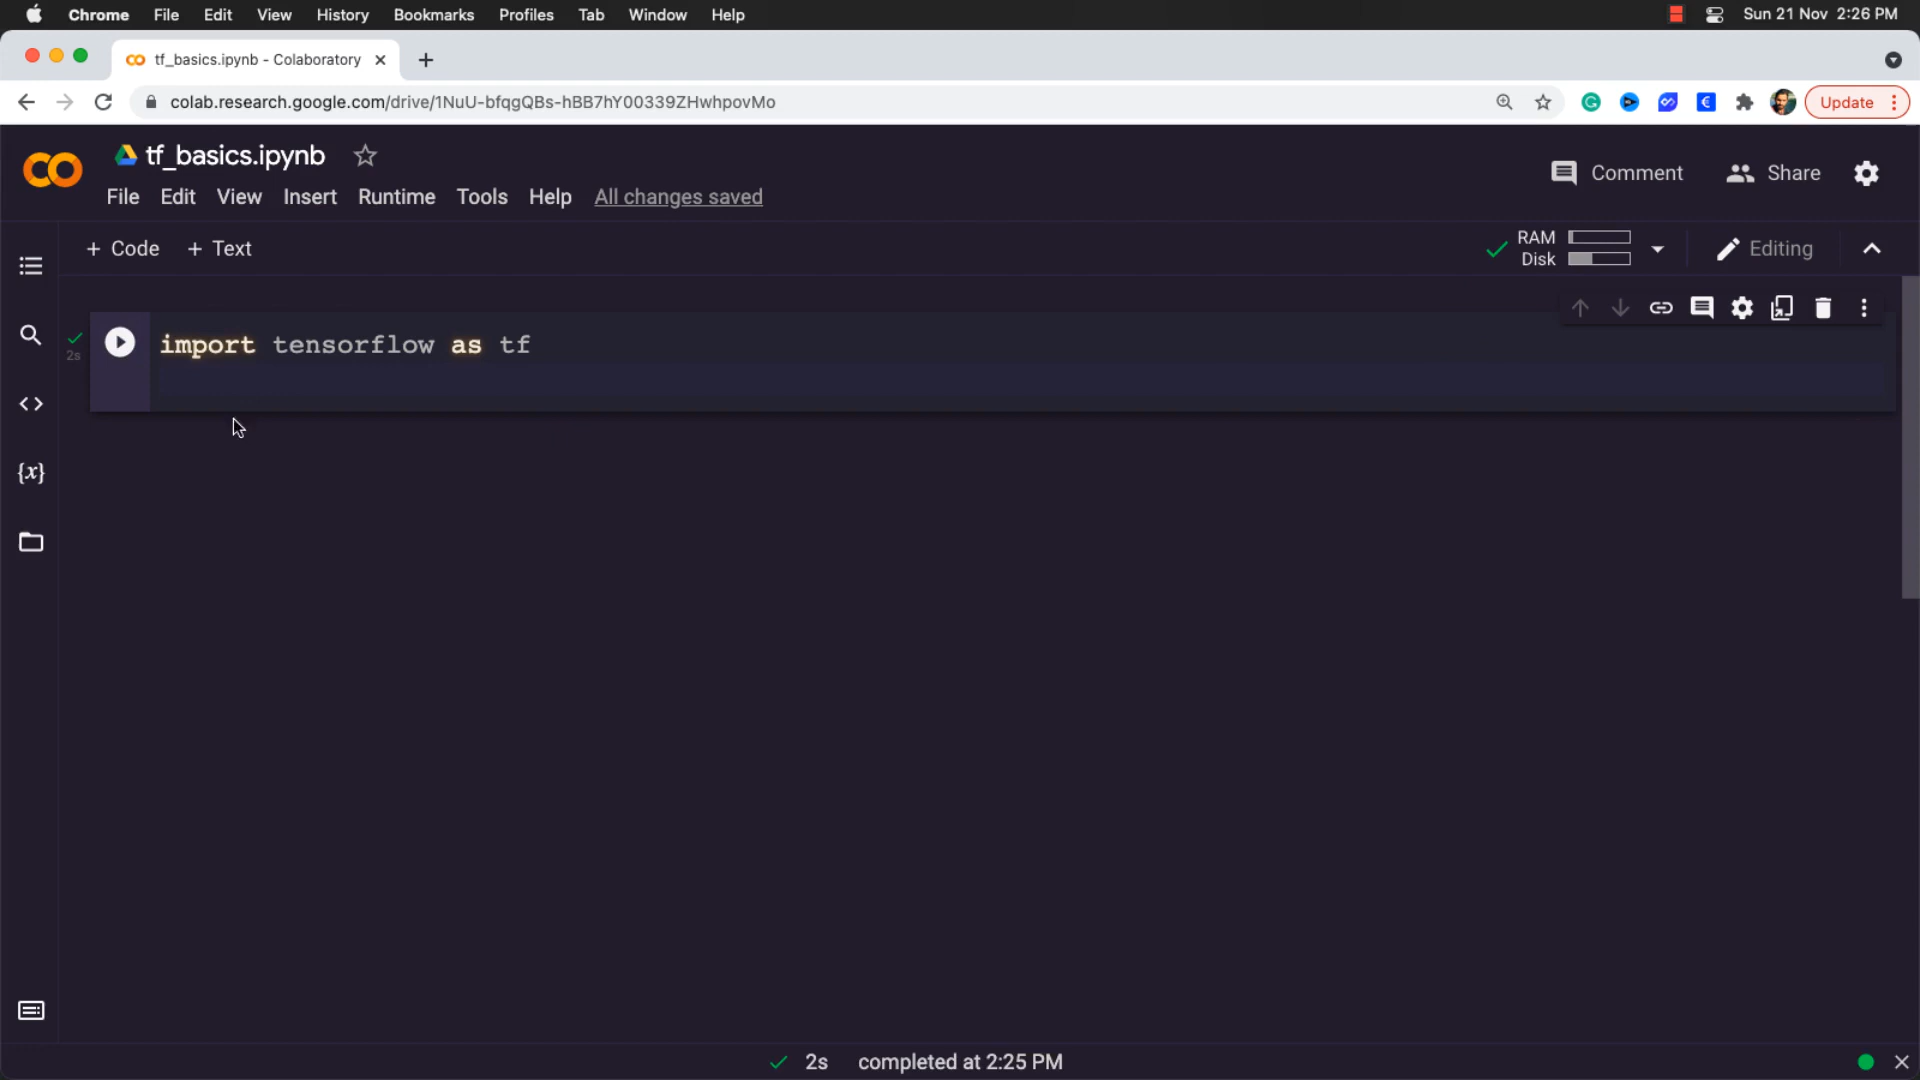 Chrome File Edit View History Bookmarks Profiles Tab Window Help Sun 21 Nov 2:26 PM
tf_basics.ipynb - Colaboratory
colab.research.google.com/drive/1NuU-bfqgQBs-hBB7hY00339ZHwhpovMo Update
tf_basics.ipynb
Comment Share
File Edit View Insert Runtime Tools Help All changes saved
+ Code + Text RAM Editing
Disk
import tensorflow as tf
2s
{x}
2s completed at 2:25 PM